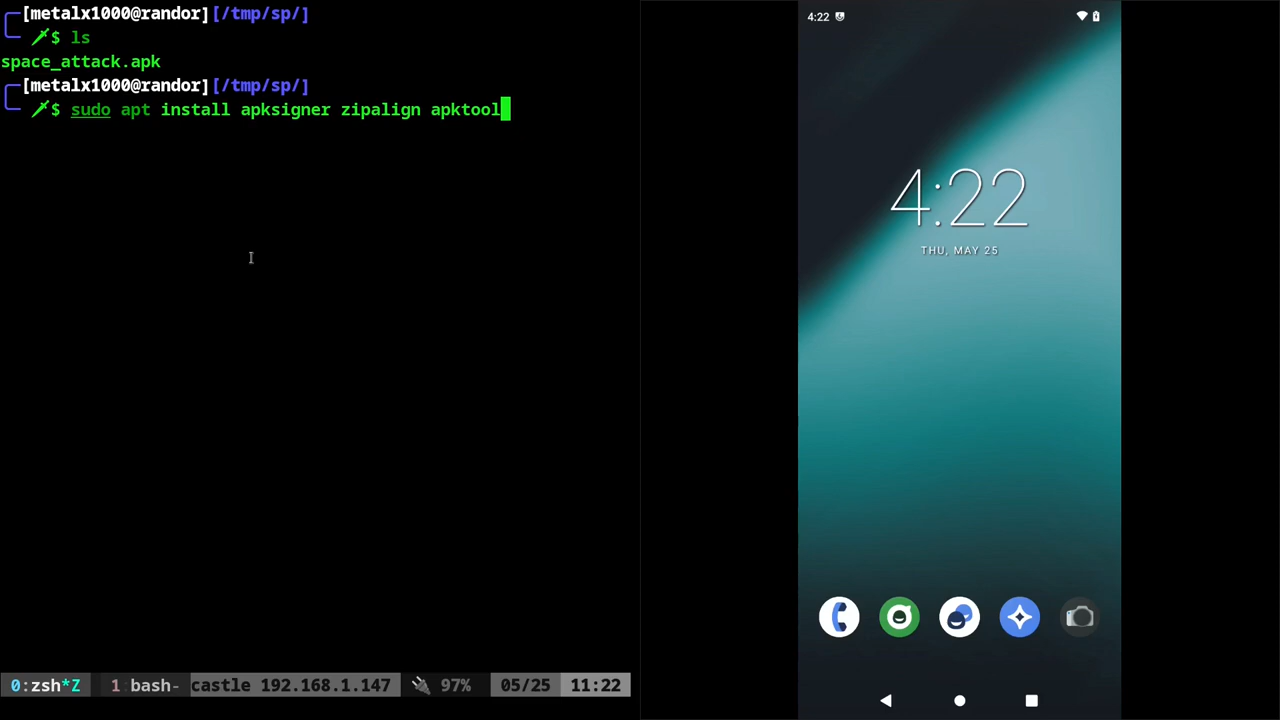 [metalx1000@randor][/tmp/sp/]
$ ls
space_attack.apk
[metalx1000@randor][/tmp/sp/]
$ sudo apt install apksigner zipalign apktool
0:zsh*Z 1 bash- castle 192.168.1.147 97% 05/25 11:22
4:22
4:22
THU, MAY 25